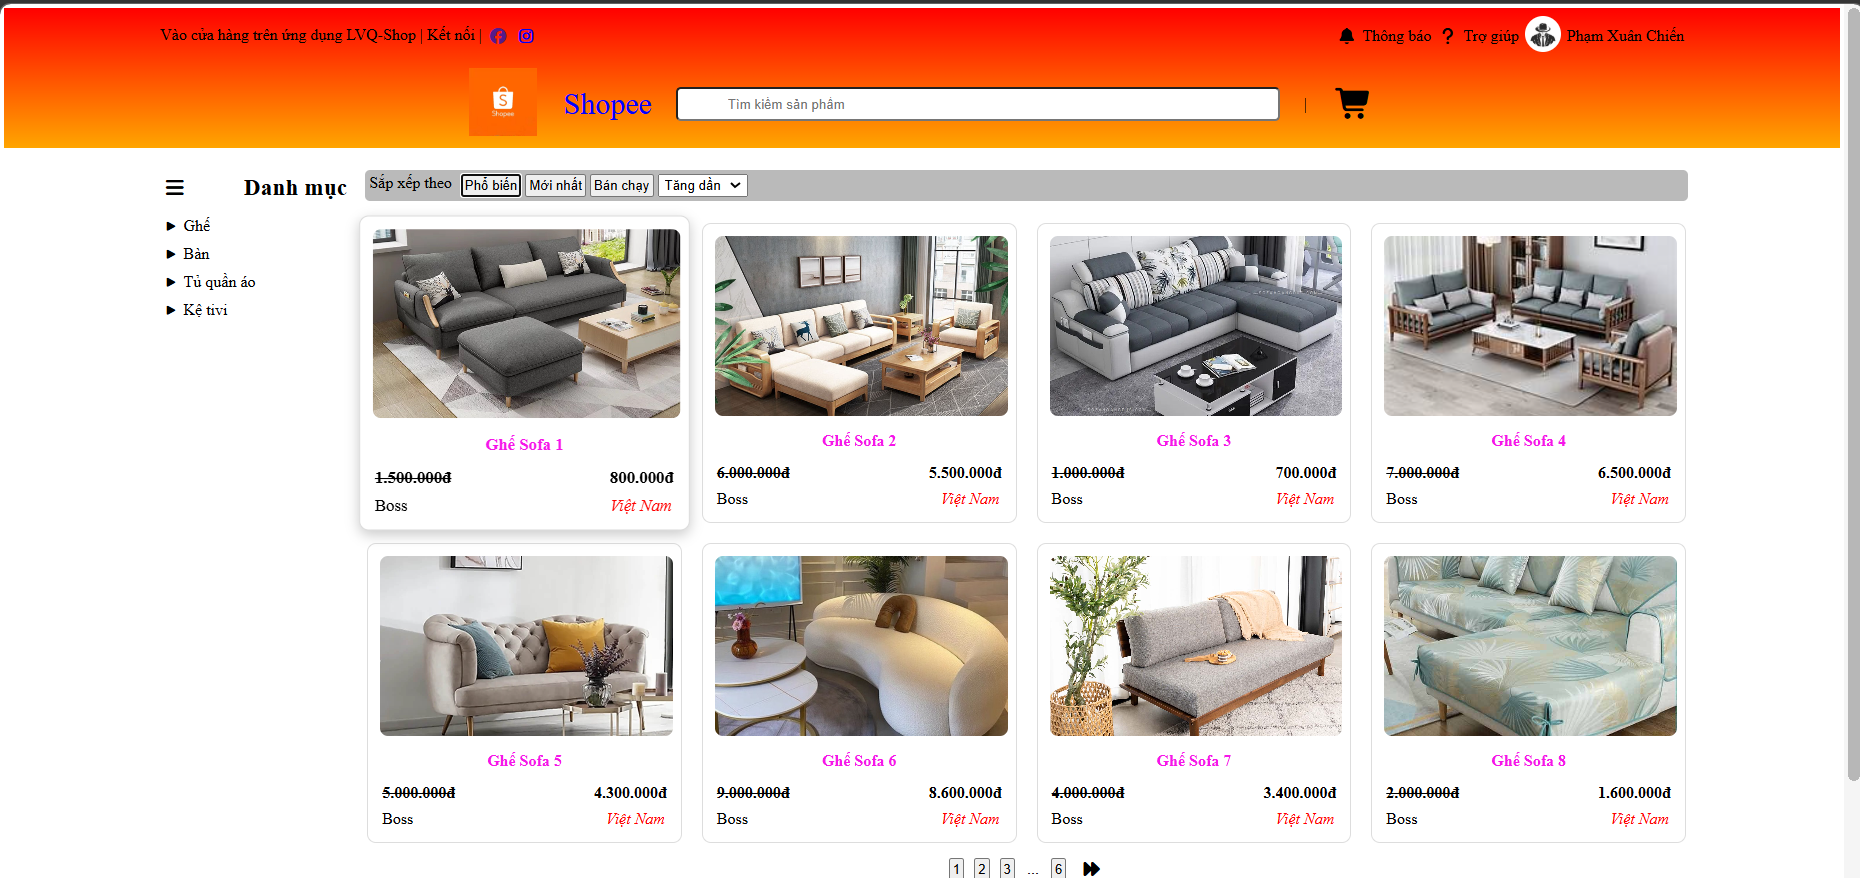 Vào cửa hàng trên ứng dụng LVQ-Shop | Kết nối |
Thông báo ? Trợ giúp Phạm Xuân Chiến
S
Shopee
Shopee
Tìm kiếm sản phẩm
|
Danh mục
Ghế
Bàn
Tủ quần áo
Kệ tivi
Sắp xếp theo Phổ biến Mới nhất Bán chạy Tăng dần
Ghế Sofa 1
1.500.000đ 800.000đ
Boss Việt Nam
Ghế Sofa 2
6.000.000đ 5.500.000đ
Boss Việt Nam
Ghế Sofa 3
1.000.000đ 700.000đ
Boss Việt Nam
Ghế Sofa 4
7.000.000đ 6.500.000đ
Boss Việt Nam
Ghế Sofa 5
5.000.000đ 4.300.000đ
Boss Việt Nam
Ghế Sofa 6
9.000.000đ 8.600.000đ
Boss Việt Nam
Ghế Sofa 7
4.000.000đ 3.400.000đ
Boss Việt Nam
Ghế Sofa 8
2.000.000đ 1.600.000đ
Boss Việt Nam
1 2 3 ... 6